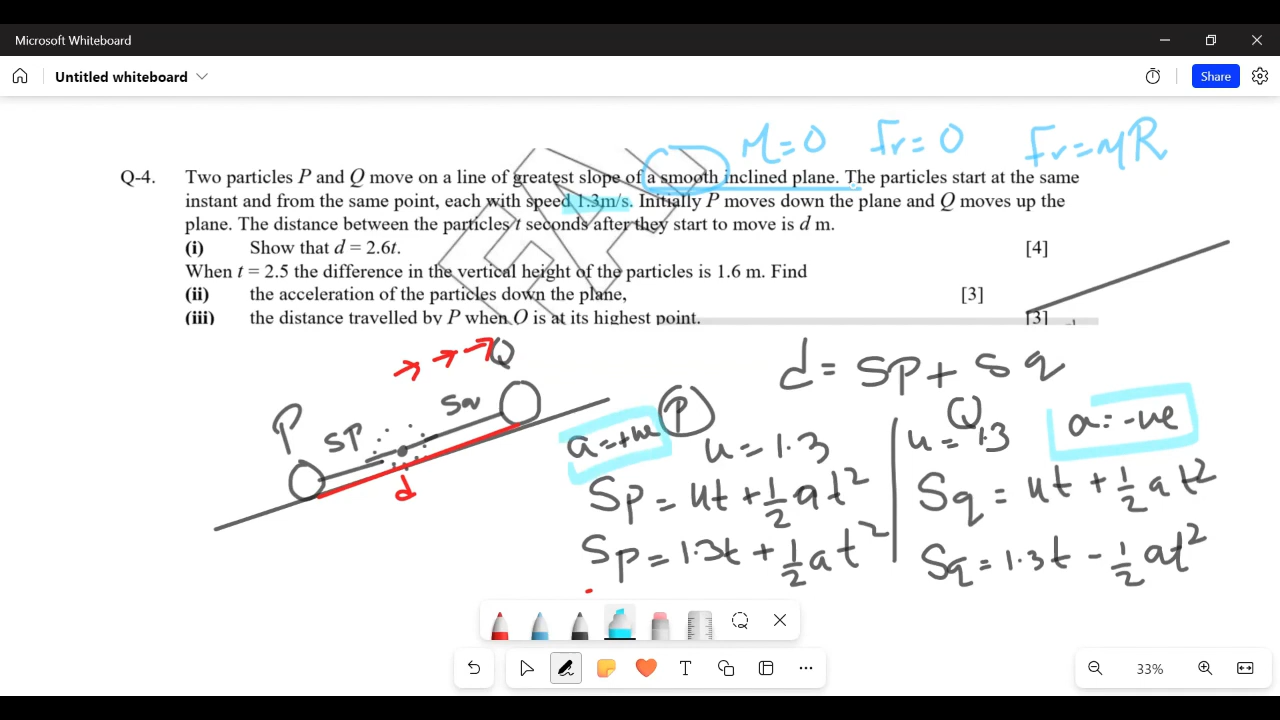 Microsoft Whiteboard
Untitled whiteboard
Share
M=0 Fr=0 Fr=MR
Q-4. Two particles P and Q move on a line of greatest slope of a smooth inclined plane. The particles start at the same
instant and from the same point, each with speed 1.3m/s. Initially P moves down the plane and Q moves up the
plane. The distance between the particles t seconds after they start to move is d m.
(i) Show that d = 2.6t. [4]
When t = 2.5 the difference in the vertical height of the particles is 1.6 m. Find
(ii) the acceleration of the particles down the plane, [3]
(iii) the distance travelled by P when Q is at its highest point. [3]
Q
P
SP
Sq
d
d = SP + Sq
a=+ve
P
u = 1.3
Sp = ut + 1/2 at²
Sp = 1.3t + 1/2 at²
Q
u = 1.3
a = -ve
Sq = ut + 1/2 at²
Sq = 1.3t - 1/2 at²
T
33%